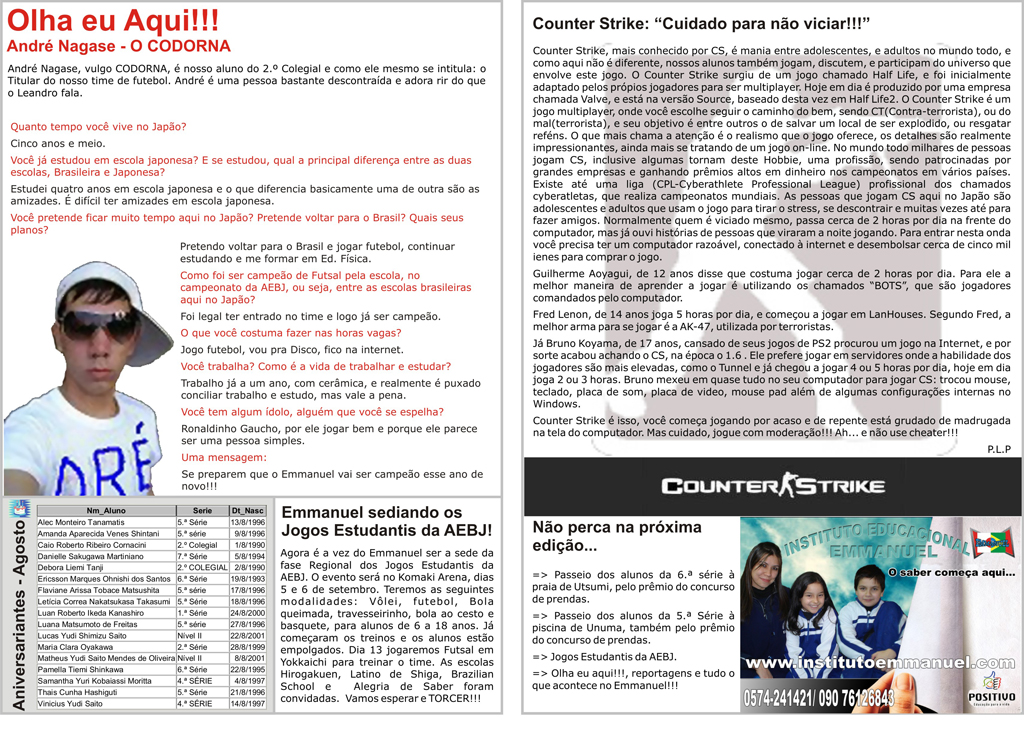 Olha eu Aqui!!!
André Nagase - O CODORNA
André Nagase, vulgo CODORNA, é nosso aluno do 2.º Colegial e como ele mesmo se intitula: o
Titular do nosso time de futebol. André é uma pessoa bastante descontraída e adora rir do que
o Leandro fala.
Quanto tempo você vive no Japão?
Cinco anos e meio.
Você já estudou em escola japonesa? E se estudou, qual a principal diferença entre as duas
escolas, Brasileira e Japonesa?
Estudei quatro anos em escola japonesa e o que diferencia basicamente uma de outra são as
amizades. É difícil ter amizades em escola japonesa.
Você pretende ficar muito tempo aqui no Japão? Pretende voltar para o Brasil? Quais seus
planos?
Pretendo voltar para o Brasil e jogar futebol, continuar
estudando e me formar em Ed. Física.
Como foi ser campeão de Futsal pela escola, no
campeonato da AEBJ, ou seja, entre as escolas brasileiras
aqui no Japão?
Foi legal ter entrado no time e logo já ser campeão.
O que você costuma fazer nas horas vagas?
Jogo futebol, vou pra Disco, fico na internet.
Você trabalha? Como é a vida de trabalhar e estudar?
Trabalho já a um ano, com cerâmica, e realmente é puxado
conciliar trabalho e estudo, mas vale a pena.
Você tem algum ídolo, alguém que você se espelha?
Ronaldinho Gaucho, por ele jogar bem e porque ele parece
ser uma pessoa simples.
Uma mensagem:
Se preparem que o Emmanuel vai ser campeão esse ano de
novo!!!
ANDRÉ
Aniversariantes - Agosto
Nm_Aluno Serie Dt_Nasc
Alec Monteiro Tanamatis 5.ª Série 13/8/1996
Amanda Aparecida Venes Shintani 5.ª série 9/8/1996
Caio Roberto Ribeiro Cornacini 2.º Colegial 1/8/1990
Danielle Sakugawa Martiniano 7.ª Série 5/8/1994
Debora Liemi Tanji 2.º COLEGIAL 2/8/1990
Ericsson Marques Ohnishi dos Santos 6.ª Série 19/8/1993
Flaviane Arissa Tobace Matsushita 5.ª série 17/8/1996
Letícia Correa Nakatsukasa Takasumi 5.ª Série 18/8/1996
Luan Roberto Ikeda Kanashiro 1.ª Série 24/8/2000
Luana Matsumoto de Freitas 5.ª série 27/8/1996
Lucas Yudi Shimizu Saito Nível II 22/8/2001
Maria Clara Oyakawa 2.ª Série 28/8/1999
Matheus Yudi Saito Mendes de Oliveira Nível II 8/8/2001
Pamella Tiemi Shinkawa 6.ª Série 22/8/1995
Samantha Yuri Kobaiassi Moritta 4.ª SÉRIE 4/8/1997
Thais Cunha Hashiguti 5.ª Série 21/8/1996
Vinicius Yudi Saito 4.ª SÉRIE 14/8/1997
Emmanuel sediando os
Jogos Estudantis da AEBJ!
Agora é a vez do Emmanuel ser a sede da
fase Regional dos Jogos Estudantis da
AEBJ. O evento será no Komaki Arena, dias
5 e 6 de setembro. Teremos as seguintes
modalidades: Vôlei, futebol, Bola
queimada, travesseirinho, bola ao cesto e
basquete, para alunos de 6 a 18 anos. Já
começaram os treinos e os alunos estão
empolgados. Dia 13 jogaremos Futsal em
Yokkaichi para treinar o time. As escolas
Hirogakuen, Latino de Shiga, Brazilian
School e Alegria de Saber foram
convidadas. Vamos esperar e TORCER!!!
Counter Strike: “Cuidado para não viciar!!!”
Counter Strike, mais conhecido por CS, é mania entre adolescentes, e adultos no mundo todo, e
como aqui não é diferente, nossos alunos também jogam, discutem, e participam do universo que
envolve este jogo. O Counter Strike surgiu de um jogo chamado Half Life, e foi inicialmente
adaptado pelos própios jogadores para ser multiplayer. Hoje em dia é produzido por uma empresa
chamada Valve, e está na versão Source, baseado desta vez em Half Life2. O Counter Strike é um
jogo multiplayer, onde você escolhe seguir o caminho do bem, sendo CT(Contra-terrorista), ou do
mal(terrorista), e seu objetivo é entre outros o de salvar um local de ser explodido, ou resgatar
reféns. O que mais chama a atenção é o realismo que o jogo oferece, os detalhes são realmente
impressionantes, ainda mais se tratando de um jogo on-line. No mundo todo milhares de pessoas
jogam CS, inclusive algumas tornam deste Hobbie, uma profissão, sendo patrocinadas por
grandes empresas e ganhando prêmios altos em dinheiro nos campeonatos em vários países.
Existe até uma liga (CPL-Cyberathlete Professional League) profissional dos chamados
cyberatletas, que realiza campeonatos mundiais. As pessoas que jogam CS aqui no Japão são
adolescentes e adultos que usam o jogo para tirar o stress, se descontrair e muitas vezes até para
fazer amigos. Normalmente quem é viciado mesmo, passa cerca de 2 horas por dia na frente do
computador, mas já ouvi histórias de pessoas que viraram a noite jogando. Para entrar nesta onda
você precisa ter um computador razoável, conectado à internet e desembolsar cerca de cinco mil
ienes para comprar o jogo.
Guilherme Aoyagui, de 12 anos disse que costuma jogar cerca de 2 horas por dia. Para ele a
melhor maneira de aprender a jogar é utilizando os chamados “BOTS”, que são jogadores
comandados pelo computador.
Fred Lenon, de 14 anos joga 5 horas por dia, e começou a jogar em LanHouses. Segundo Fred, a
melhor arma para se jogar é a AK-47, utilizada por terroristas.
Já Bruno Koyama, de 17 anos, cansado de seus jogos de PS2 procurou um jogo na Internet, e por
sorte acabou achando o CS, na época o 1.6 . Ele prefere jogar em servidores onde a habilidade dos
jogadores são mais elevadas, como o Tunnel e já chegou a jogar 4 ou 5 horas por dia, hoje em dia
joga 2 ou 3 horas. Bruno mexeu em quase tudo no seu computador para jogar CS: trocou mouse,
teclado, placa de som, placa de video, mouse pad além de algumas configurações internas no
Windows.
Counter Strike é isso, você começa jogando por acaso e de repente está grudado de madrugada
na tela do computador. Mas cuidado, jogue com moderação!!! Ah... e não use cheater!!!
P.L.P
COUNTER STRIKE
Não perca na próxima
edição...
=> Passeio dos alunos da 6.ª série à
praia de Utsumi, pelo prêmio do concurso
de prendas.
=> Passeio dos alunos da 5.ª Série à
piscina de Unuma, também pelo prêmio
do concurso de prendas.
=> Jogos Estudantis da AEBJ.
=> Olha eu aqui!!!, reportagens e tudo o
que acontece no Emmanuel!!!
INSTITUTO EDUCACIONAL
EMMANUEL
O saber começa aqui...
www.institutoemmanuel.com
0574-241421/ 090 76126843
POSITIVO
Educação para a vida